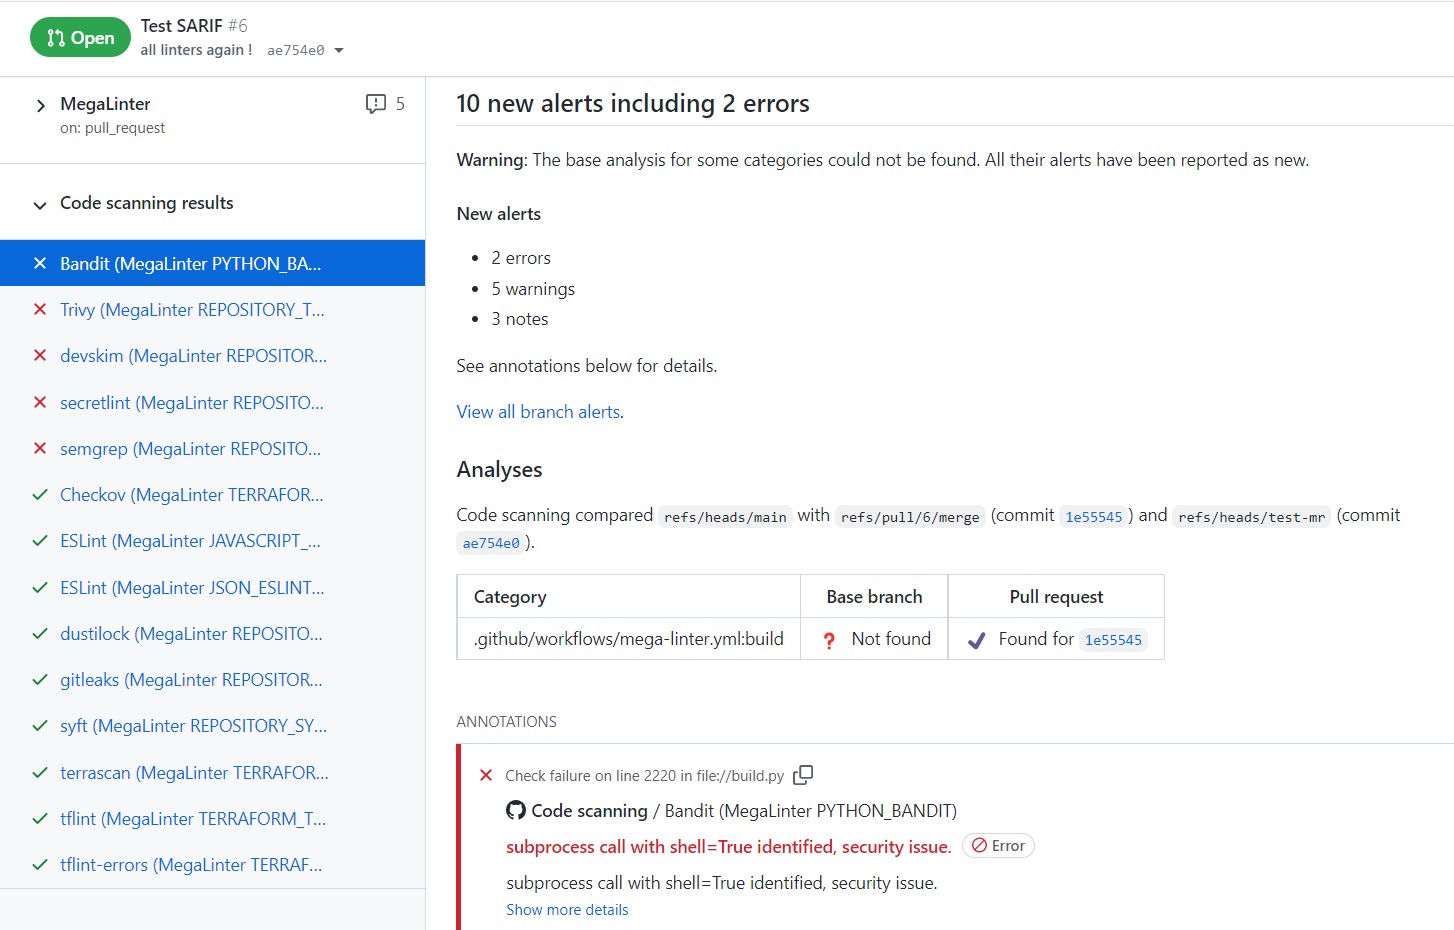 Open
Test SARIF #6
all linters again ! ae754e0
MegaLinter
5
on: pull_request
Code scanning results
Bandit (MegaLinter PYTHON_BA...
Trivy (MegaLinter REPOSITORY_T...
devskim (MegaLinter REPOSITOR...
secretlint (MegaLinter REPOSITO...
semgrep (MegaLinter REPOSITO...
Checkov (MegaLinter TERRAFOR...
ESLint (MegaLinter JAVASCRIPT_...
ESLint (MegaLinter JSON_ESLINT...
dustilock (MegaLinter REPOSITO...
gitleaks (MegaLinter REPOSITOR...
syft (MegaLinter REPOSITORY_SY...
terrascan (MegaLinter TERRAFOR...
tflint (MegaLinter TERRAFORM_T...
tflint-errors (MegaLinter TERRAF...
10 new alerts including 2 errors
Warning: The base analysis for some categories could not be found. All their alerts have been reported as new.
New alerts
• 2 errors
• 5 warnings
• 3 notes
See annotations below for details.
View all branch alerts.
Analyses
Code scanning compared refs/heads/main with refs/pull/6/merge (commit 1e55545 ) and refs/heads/test-mr (commit
ae754e0 ).
Category Base branch Pull request
.github/workflows/mega-linter.yml:build ❓ Not found ✔ Found for 1e55545
ANNOTATIONS
Check failure on line 2220 in file://build.py
Code scanning / Bandit (MegaLinter PYTHON_BANDIT)
subprocess call with shell=True identified, security issue. Error
subprocess call with shell=True identified, security issue.
Show more details